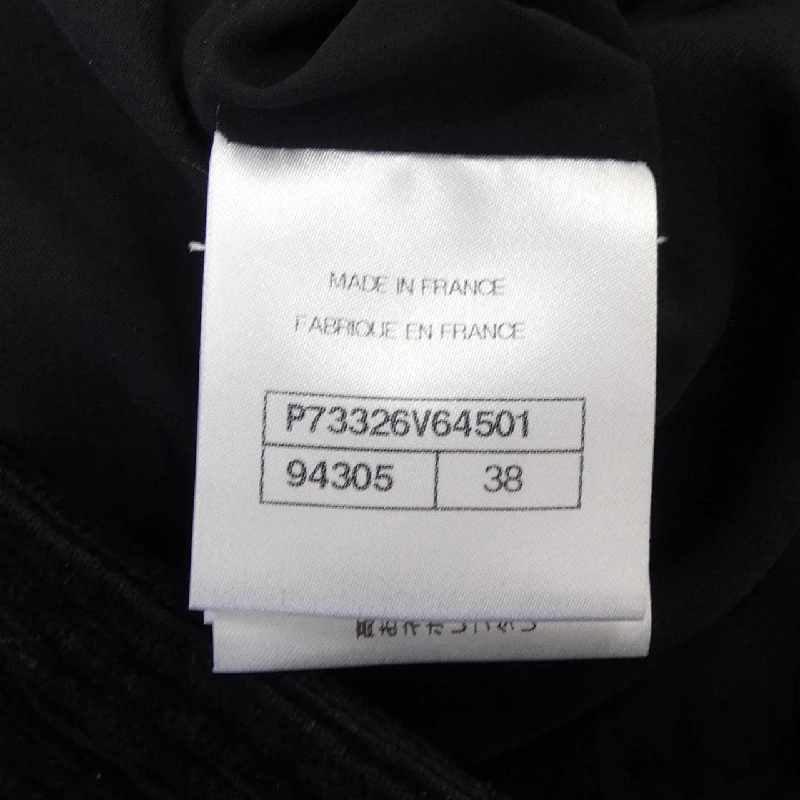 MADE IN FRANCE
FABRIQUE EN FRANCE
P73326V64501
94305 38